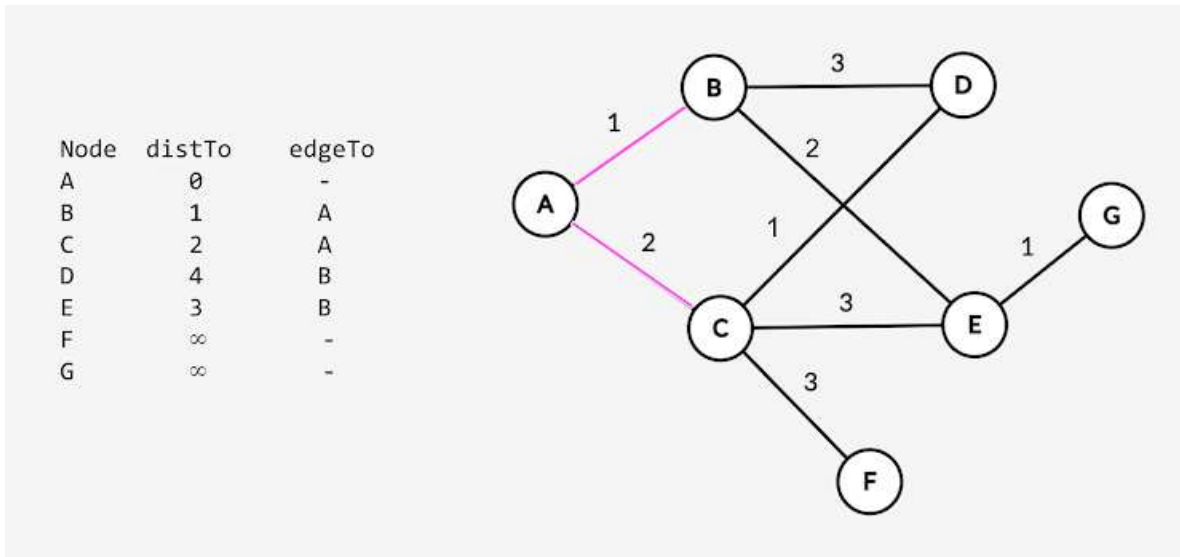 Node distTo edgeTo
A 0 -
B 1 A
C 2 A
D 4 B
E 3 B
F ∞ -
G ∞ -
3
B
D
1
2
A
G
2
1
1
3
C
E
3
F